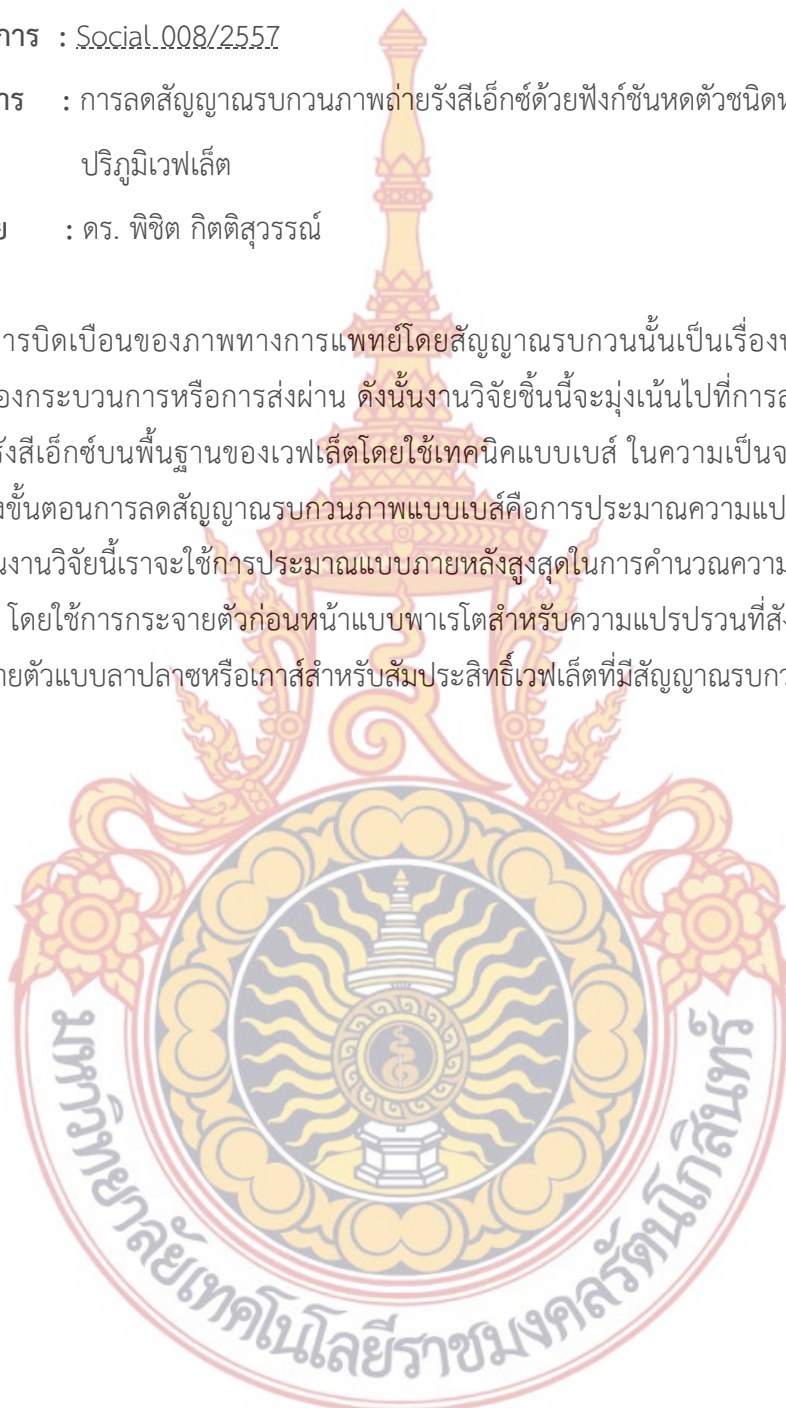 การ : Social 008/2557
าร : การลดสัญญาณรบกวนภาพถ่ายรังสีเอ็กซ์ด้วยฟังก์ชันหดตัวชนิดห
ปริภูมิเวฟเล็ต
ย : ดร. พิชิต กิตติสุวรรณ์
ารบิดเบือนของภาพทางการแพทย์โดยสัญญาณรบกวนนั้นเป็นเรื่อง
องกระบวนการหรือการส่งผ่าน ดังนั้นงานวิจัยชิ้นนี้จะมุ่งเน้นไปที่การล
รังสีเอ็กซ์บนพื้นฐานของเวฟเล็ตโดยใช้เทคนิคแบบเบส์ ในความเป็นจ
งขั้นตอนการลดสัญญาณรบกวนภาพแบบเบส์คือการประมาณความแป
นงานวิจัยนี้เราจะใช้การประมาณแบบภายหลังสูงสุดในการคำนวณความ
โดยใช้การกระจายตัวก่อนหน้าแบบพาเรโตสำหรับความแปรปรวนที่สัง
ายตัวแบบลาปลาซหรือเกาส์สำหรับสัมประสิทธิ์เวฟเล็ตที่มีสัญญาณรบกว
มหาวิทยาลัยเทคโนโลยีราชมงคลรัตนโกสินทร์